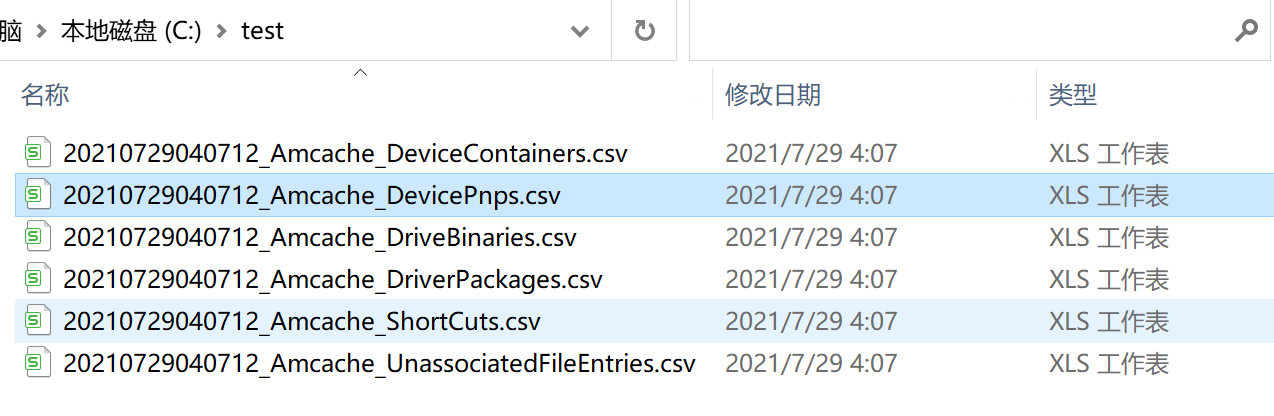 脑 > 本地磁盘 (C:) > test
名称 修改日期 类型
20210729040712_Amcache_DeviceContainers.csv 2021/7/29 4:07 XLS 工作表
20210729040712_Amcache_DevicePnps.csv 2021/7/29 4:07 XLS 工作表
20210729040712_Amcache_DriveBinaries.csv 2021/7/29 4:07 XLS 工作表
20210729040712_Amcache_DriverPackages.csv 2021/7/29 4:07 XLS 工作表
20210729040712_Amcache_ShortCuts.csv 2021/7/29 4:07 XLS 工作表
20210729040712_Amcache_UnassociatedFileEntries.csv 2021/7/29 4:07 XLS 工作表